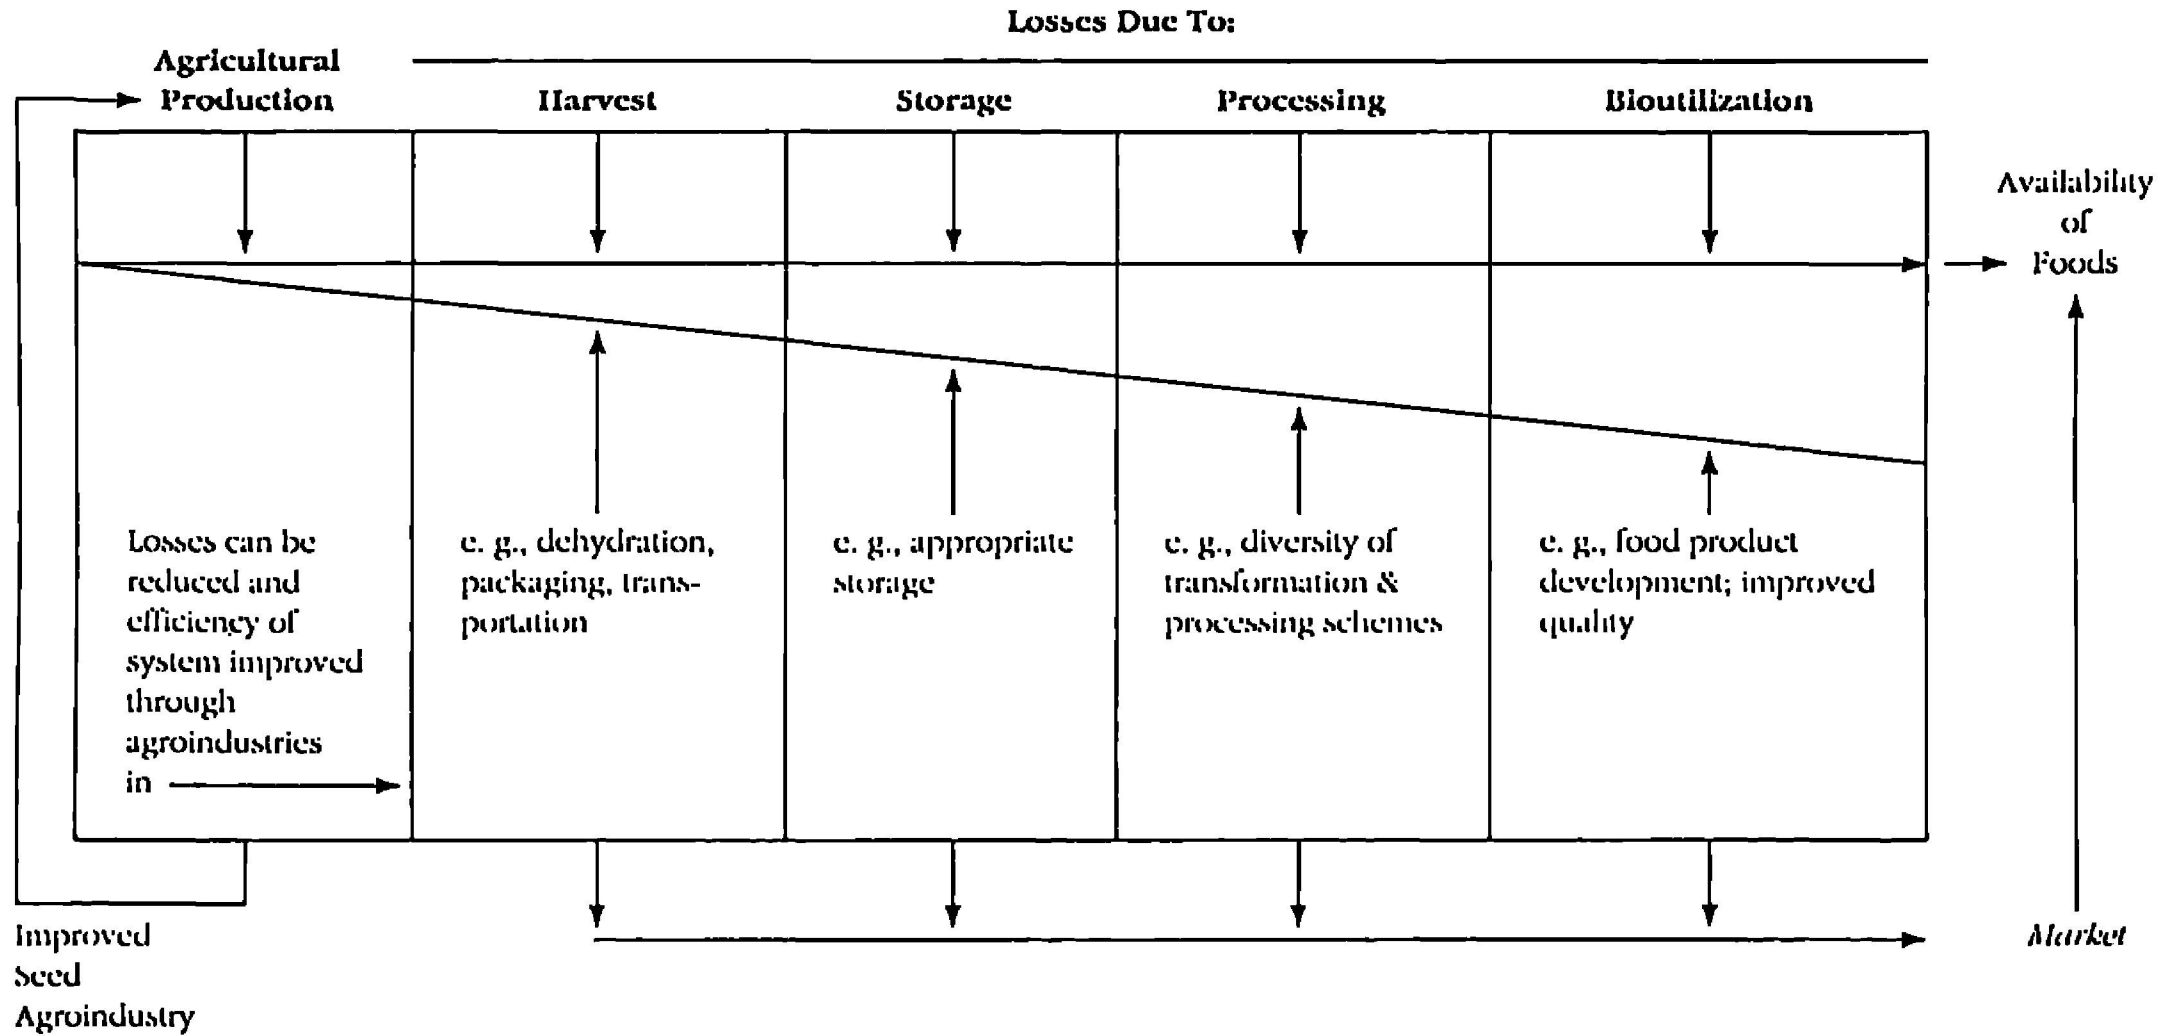 Losses Due To:
Agricultural
Production
Harvest
Storage
Processing
Bioutilization
Availability
of
Foods
Losses can be
reduced and
efficiency of
system improved
through
agroindustries
in
e. g., dehydration,
packaging, trans-
portation
e. g., appropriate
storage
e. g., diversity of
transformation &
processing schemes
e. g., food product
development; improved
quality
Improved
Seed
Agroindustry
Market